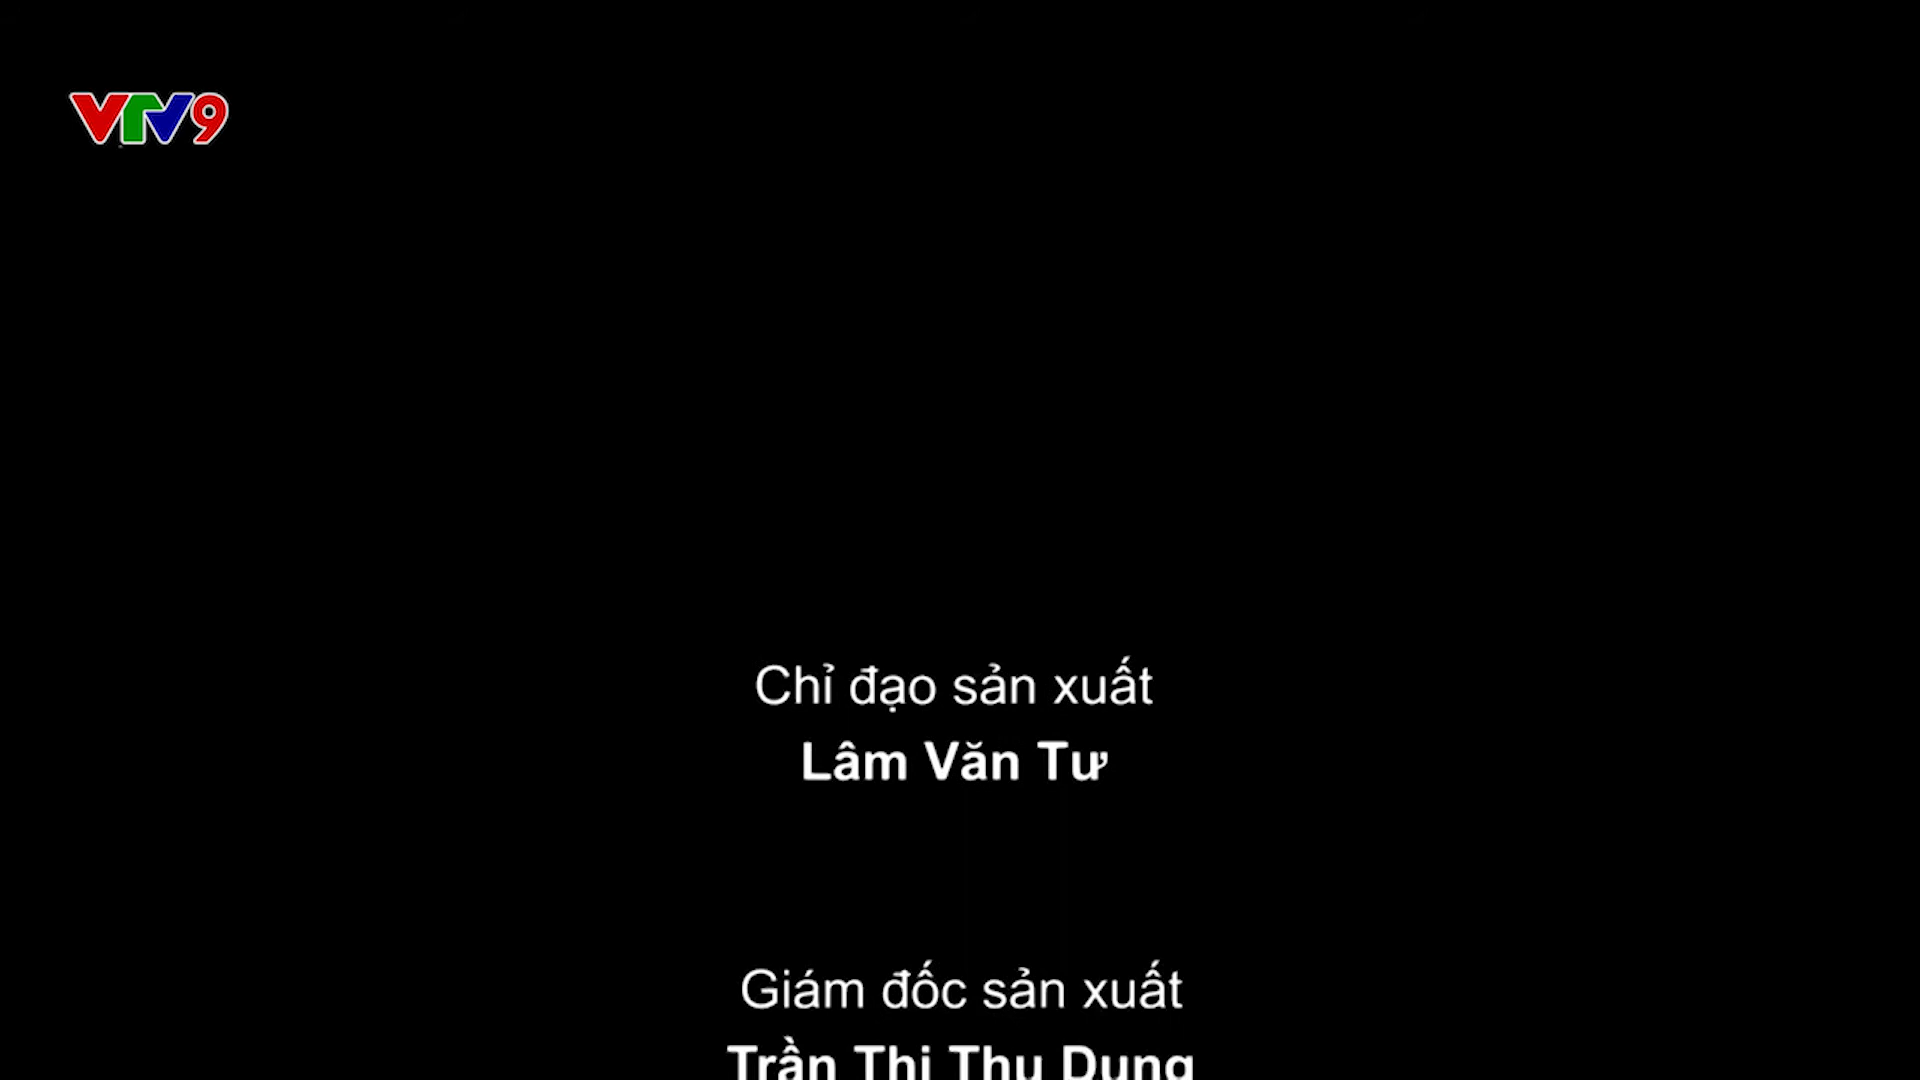 VTV9
Chỉ đạo sản xuất
Lâm Văn Tư
Giám đốc sản xuất
Trần Thị Thu Dung